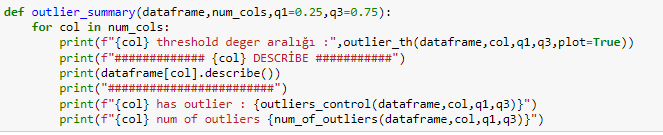 def outlier_summary(dataframe,num_cols,q1=0.25,q3=0.75):
    for col in num_cols:
        print(f"{col} threshold deger aralığı :",outlier_th(dataframe,col,q1,q3,plot=True))
        print(f"############# {col} DESCRİBE ###########")
        print(dataframe[col].describe())
        print("########################")
        print(f"{col} has outlier : {outliers_control(dataframe,col,q1,q3)}")
        print(f"{col} num of outliers {num_of_outliers(dataframe,col,q1,q3)}")